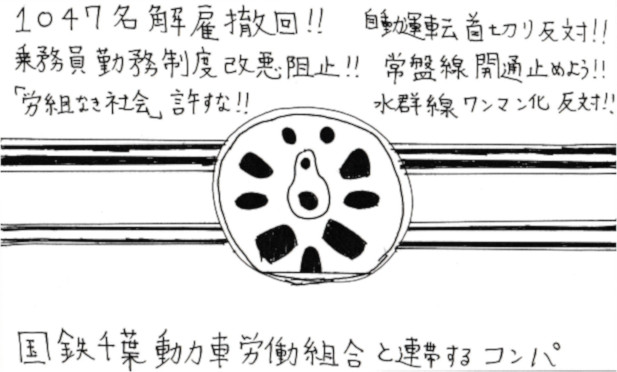 1047名解雇撤回!!
乗務員勤務制度改悪阻止!!
「労組なき社会」許すな!!
自動運転首切り反対!!
常盤線開通止めよう!!
水群線ワンマン化反対!!
国鉄千葉動力車労働組合と連帯するコンパ